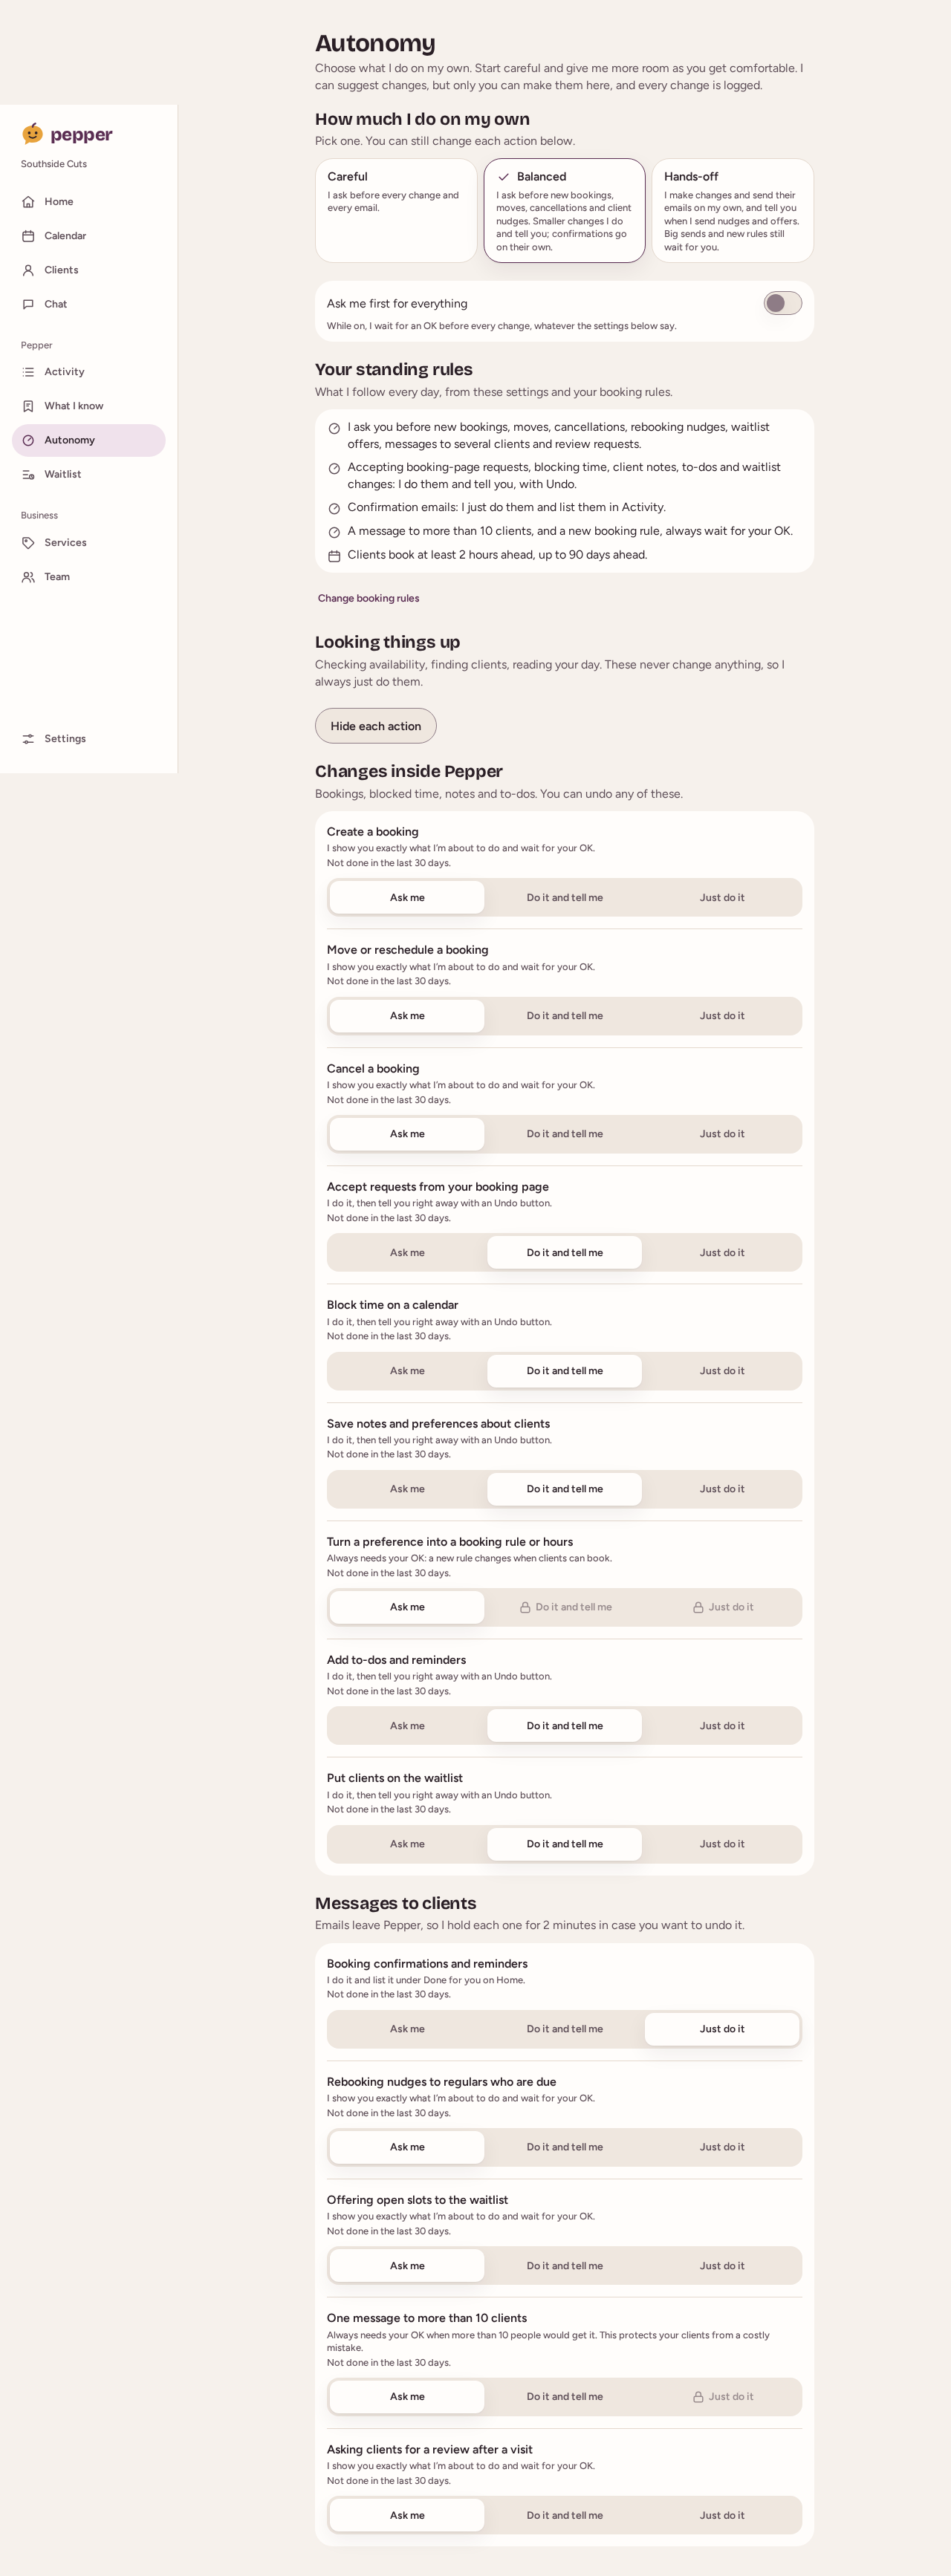 pepper
Southside Cuts
Home
Calendar
Clients
Chat
Pepper
Activity
What I know
Autonomy
Waitlist
Business
Services
Team
Settings
Autonomy
Choose what I do on my own. Start careful and give me more room as you get comfortable. I
can suggest changes, but only you can make them here, and every change is logged.
How much I do on my own
Pick one. You can still change each action below.
Careful
I ask before every change and
every email.
Balanced
I ask before new bookings,
moves, cancellations and client
nudges. Smaller changes I do
and tell you; confirmations go
on their own.
Hands-off
I make changes and send their
emails on my own, and tell you
when I send nudges and offers.
Big sends and new rules still
wait for you.
Ask me first for everything
While on, I wait for an OK before every change, whatever the settings below say.
Your standing rules
What I follow every day, from these settings and your booking rules.
I ask you before new bookings, moves, cancellations, rebooking nudges, waitlist
offers, messages to several clients and review requests.
Accepting booking-page requests, blocking time, client notes, to-dos and waitlist
changes: I do them and tell you, with Undo.
Confirmation emails: I just do them and list them in Activity.
A message to more than 10 clients, and a new booking rule, always wait for your OK.
Clients book at least 2 hours ahead, up to 90 days ahead.
Change booking rules
Looking things up
Checking availability, finding clients, reading your day. These never change anything, so I
always just do them.
Hide each action
Changes inside Pepper
Bookings, blocked time, notes and to-dos. You can undo any of these.
Create a booking
I show you exactly what I'm about to do and wait for your OK.
Not done in the last 30 days.
Ask me Do it and tell me Just do it
Move or reschedule a booking
I show you exactly what I'm about to do and wait for your OK.
Not done in the last 30 days.
Ask me Do it and tell me Just do it
Cancel a booking
I show you exactly what I'm about to do and wait for your OK.
Not done in the last 30 days.
Ask me Do it and tell me Just do it
Accept requests from your booking page
I do it, then tell you right away with an Undo button.
Not done in the last 30 days.
Ask me Do it and tell me Just do it
Block time on a calendar
I do it, then tell you right away with an Undo button.
Not done in the last 30 days.
Ask me Do it and tell me Just do it
Save notes and preferences about clients
I do it, then tell you right away with an Undo button.
Not done in the last 30 days.
Ask me Do it and tell me Just do it
Turn a preference into a booking rule or hours
Always needs your OK: a new rule changes when clients can book.
Not done in the last 30 days.
Ask me Do it and tell me Just do it
Add to-dos and reminders
I do it, then tell you right away with an Undo button.
Not done in the last 30 days.
Ask me Do it and tell me Just do it
Put clients on the waitlist
I do it, then tell you right away with an Undo button.
Not done in the last 30 days.
Ask me Do it and tell me Just do it
Messages to clients
Emails leave Pepper, so I hold each one for 2 minutes in case you want to undo it.
Booking confirmations and reminders
I do it and list it under Done for you on Home.
Not done in the last 30 days.
Ask me Do it and tell me Just do it
Rebooking nudges to regulars who are due
I show you exactly what I'm about to do and wait for your OK.
Not done in the last 30 days.
Ask me Do it and tell me Just do it
Offering open slots to the waitlist
I show you exactly what I'm about to do and wait for your OK.
Not done in the last 30 days.
Ask me Do it and tell me Just do it
One message to more than 10 clients
Always needs your OK when more than 10 people would get it. This protects your clients from a costly
mistake.
Not done in the last 30 days.
Ask me Do it and tell me Just do it
Asking clients for a review after a visit
I show you exactly what I'm about to do and wait for your OK.
Not done in the last 30 days.
Ask me Do it and tell me Just do it